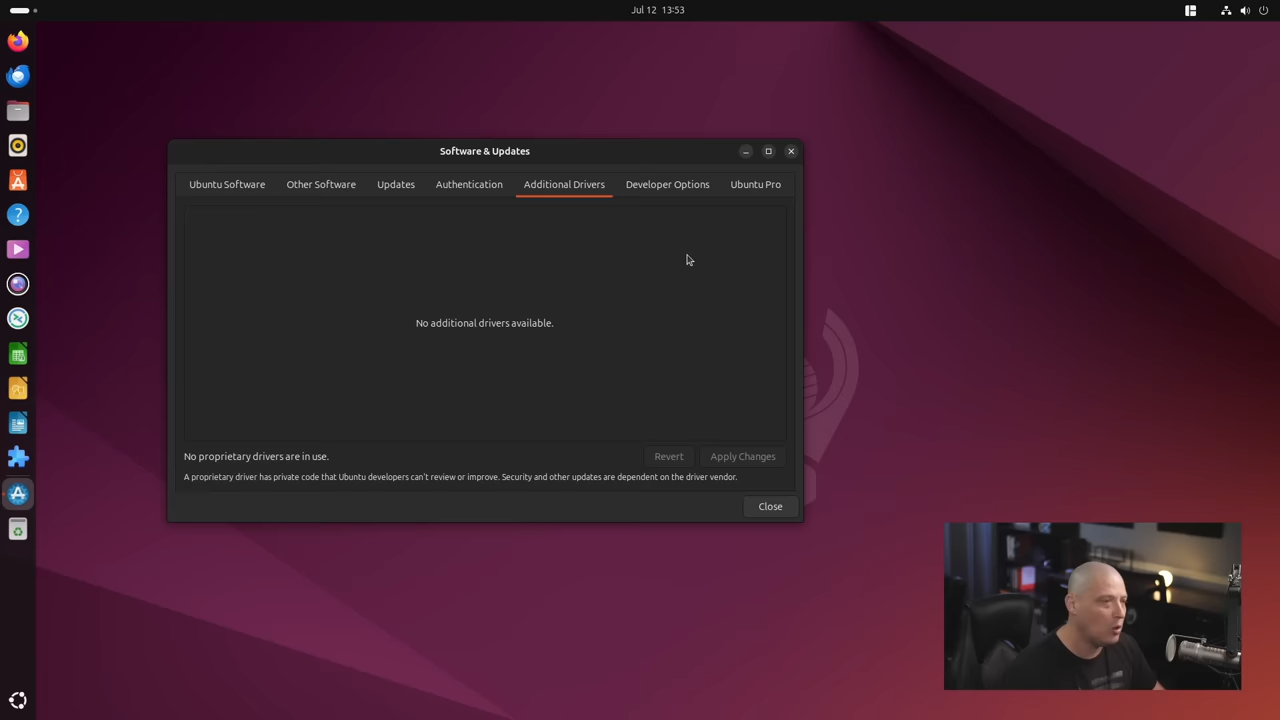 Jul 12 13:53
Software & Updates
Ubuntu Software Other Software Updates Authentication Additional Drivers Developer Options Ubuntu Pro
No additional drivers available.
No proprietary drivers are in use.
Revert Apply Changes
A proprietary driver has private code that Ubuntu developers can't review or improve. Security and other updates are dependent on the driver vendor.
Close